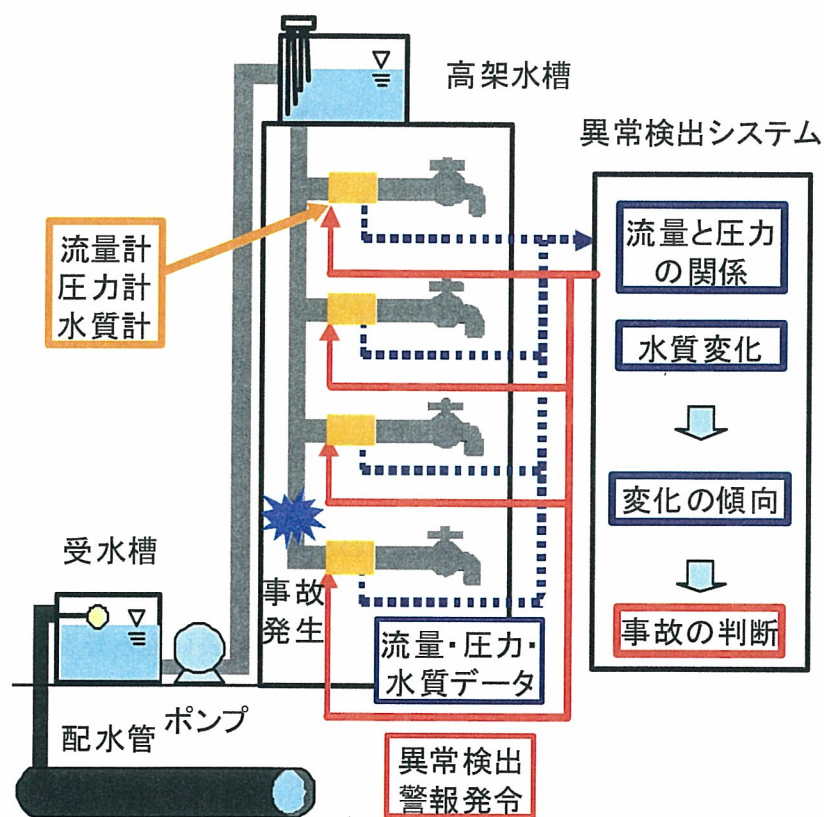 高架水槽
異常検出システム
流量計
圧力計
水質計
流量と圧力
の関係
水質変化
変化の傾向
事故の判断
受水槽
事故
発生
流量・圧力・
水質データ
ポンプ
配水管
異常検出
警報発令